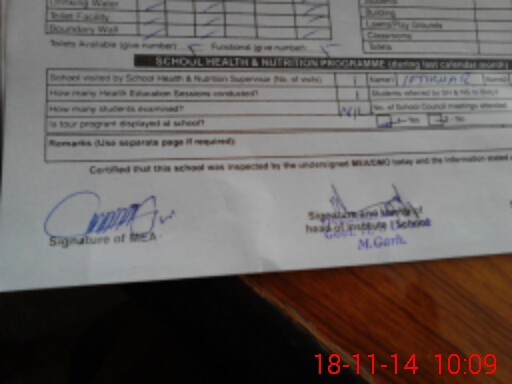 Drinking Water
Toilet Facility
Boundary Wall
Toilets Available (give number) 5 Functional (give number) 5
Students
Building
Lawns/Play Grounds
Classrooms
Toilets
SCHOOL HEALTH & NUTRITION PROGRAMME (during last calendar month)
School visited by School Health & Nutrition Supervisor (No. of visits) 1 Name IFTIKHAR
How many Health Education Sessions conducted? 1 Students referred by
How many students examined? NIL No. of School Council meetings attended
Is tour program displayed at school? Yes No
Remarks (Use separate page if required):
Certified that this school was inspected by the undersigned MEA/DMO today and the information stated
Signature of MEA
Signature and stamp of
head of institute / School
M.Garh.
18-11-14 10:09